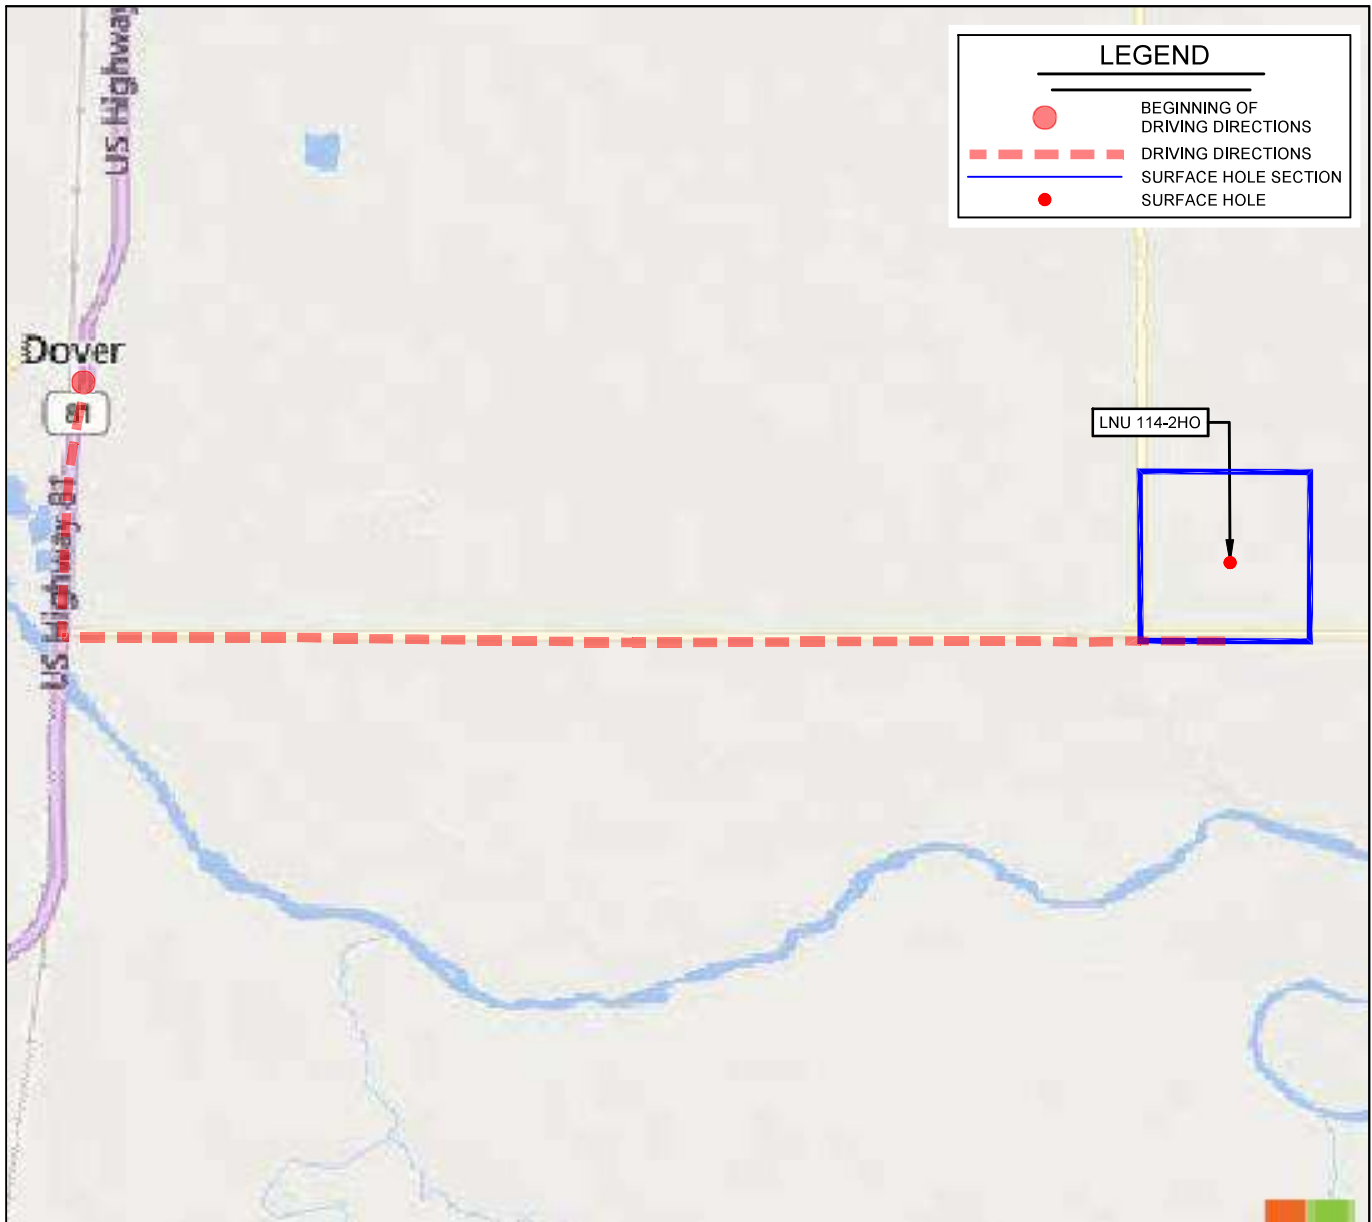 US Highway
LEGEND
BEGINNING OF
DRIVING DIRECTIONS
DRIVING DIRECTIONS
SURFACE HOLE SECTION
SURFACE HOLE
Dover
81
LNU 114-2HO
US Highway 81